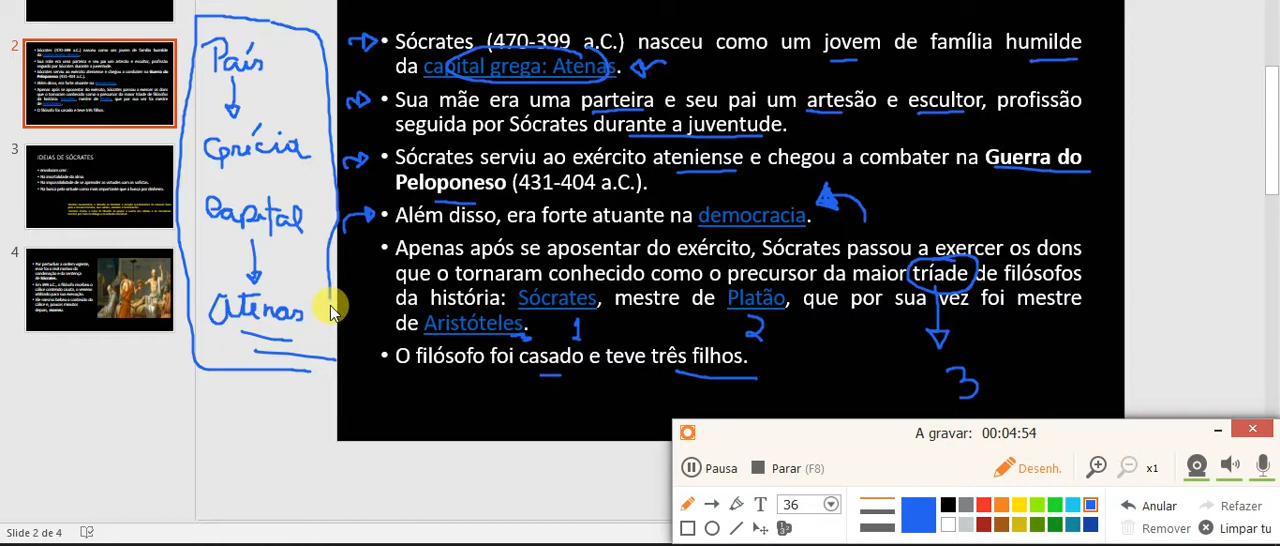 2
3
IDEIAS DE SÓCRATES
4
País
Grécia
Capital
Atenas
• Sócrates (470-399 a.C.) nasceu como um jovem de família humilde
da capital grega: Atenas.
• Sua mãe era uma parteira e seu pai um artesão e escultor, profissão
seguida por Sócrates durante a juventude.
• Sócrates serviu ao exército ateniense e chegou a combater na Guerra do
Peloponeso (431-404 a.C.).
• Além disso, era forte atuante na democracia.
• Apenas após se aposentar do exército, Sócrates passou a exercer os dons
que o tornaram conhecido como o precursor da maior tríade de filósofos
da história: Sócrates, mestre de Platão, que por sua vez foi mestre
de Aristóteles.
1 2
• O filósofo foi casado e teve três filhos.
3
A gravar: 00:04:54
Pausa Parar (F8) Desenh. x1
T 36 Anular Refazer
Remover Limpar tu
Slide 2 de 4